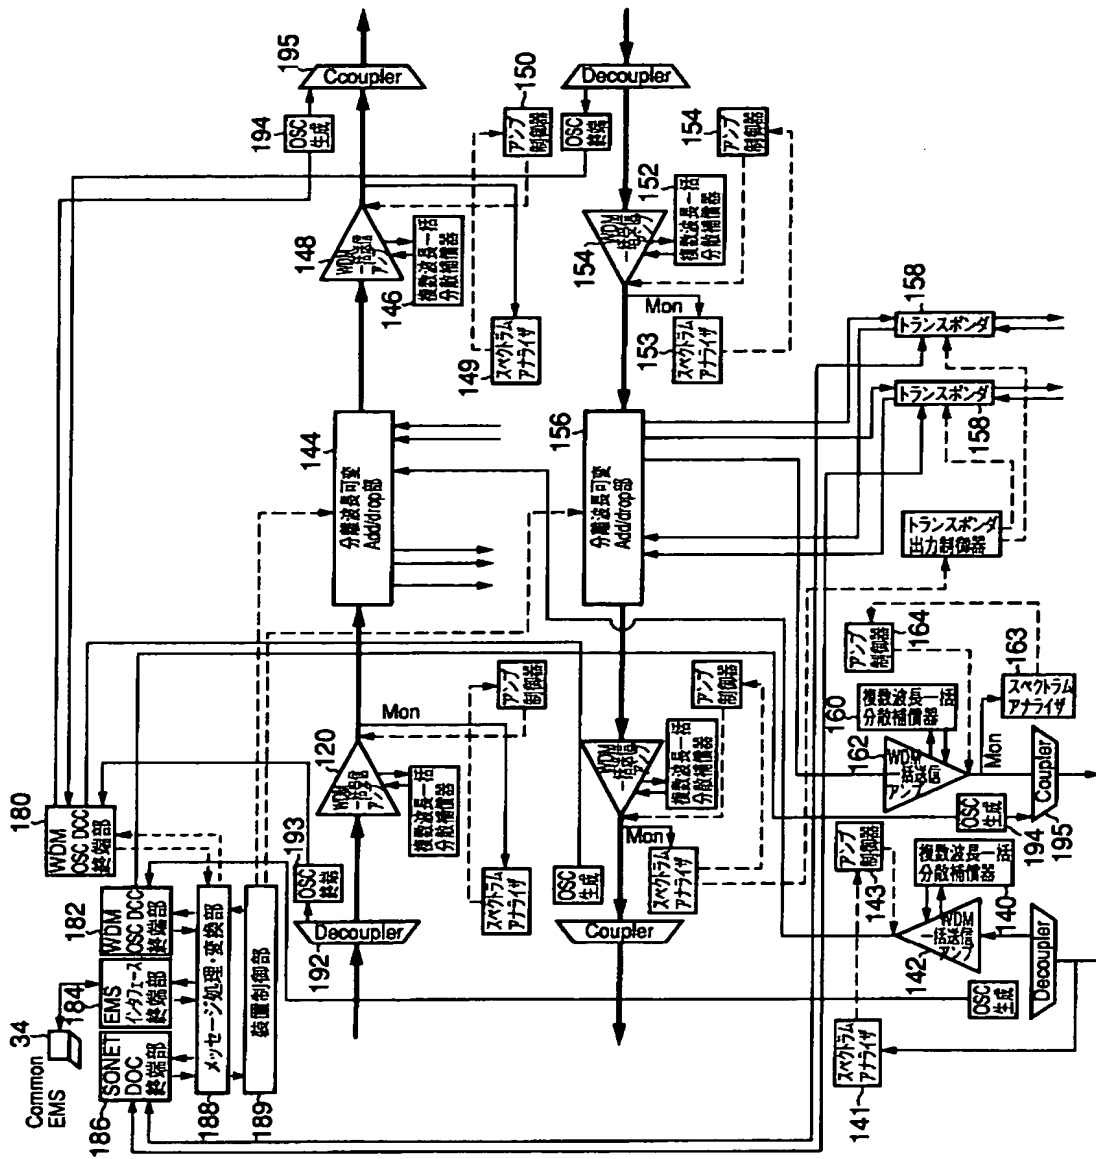 Common
EMS
34
186
SONET
DOC
終端部
184
EMS
インタフェース
終端部
182
WDM
OSC DCC
終端部
180
WDM
OSC DCC
終端部
188
メッセージ処理・変換部
189
装置制御部
192
Decoupler
193
OSC
終端
120
WDM
一括受信
アンプ
複数波長一括
分散補償器
Mon
スペクトラム
アナライザ
アンプ
制御器
144
分離波長可変
Add/drop部
148
WDM
一括送信
アンプ
146
複数波長一括
分散補償器
149
スペクトラム
アナライザ
150
アンプ
制御器
194
OSC
生成
195
Ccoupler
Decoupler
OSC
終端
154
WDM
一括受信
アンプ
152
複数波長一括
分散補償器
Mon
153
スペクトラム
アナライザ
154
アンプ
制御器
156
分離波長可変
Add/drop部
WDM
一括送信
アンプ
複数波長一括
分散補償器
Mon
スペクトラム
アナライザ
アンプ
制御器
OSC
生成
Coupler
158
トランスポンダ
158
トランスポンダ
トランスポンダ
出力制御器
141
スペクトラム
アナライザ
143
アンプ
制御器
142
WDM
一括送信
アンプ
140
複数波長一括
分散補償器
OSC
生成
Decoupler
160
複数波長一括
分散補償器
162
WDM
一括送信
アンプ
164
アンプ
制御器
163
スペクトラム
アナライザ
Mon
OSC
生成
194
Coupler
195